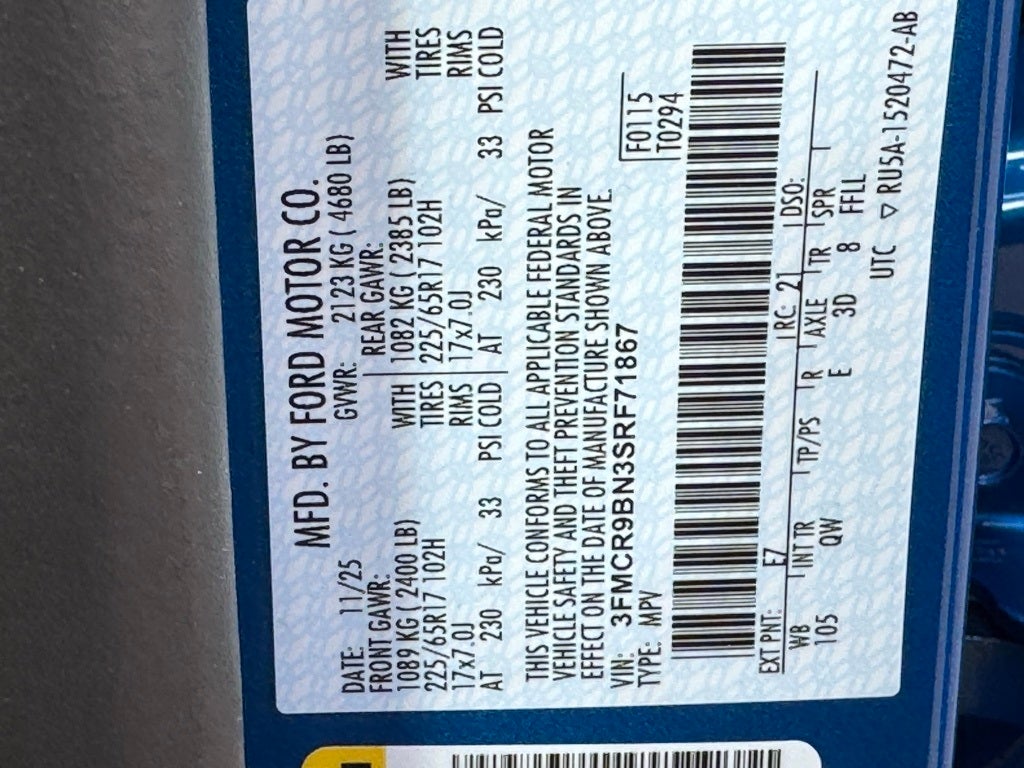 MFD. BY FORD MOTOR CO.
DATE: 11/25 GVWR: 2123 KG ( 4680 LB)
FRONT GAWR: REAR GAWR:
1089 KG ( 2400 LB) WITH 1082 KG ( 2385 LB) WITH
225/65R17 102H TIRES 225/65R17 102H TIRES
17x7.0J RIMS 17x7.0J RIMS
AT 230 kPa/ 33 PSI COLD AT 230 kPa/ 33 PSI COLD
THIS VEHICLE CONFORMS TO ALL APPLICABLE FEDERAL MOTOR
VEHICLE SAFETY AND THEFT PREVENTION STANDARDS IN
EFFECT ON THE DATE OF MANUFACTURE SHOWN ABOVE.
VIN: 3FMCR9BN3SRF71867 F0115
TYPE: MPV T0294
EXT PNT: EZ RC: 21 DSO:
WB INT TR TP/PS R AXLE TR SPR
105 QW E 3D 8 FFLL
UTC ▽ RU5A-1520472-AB